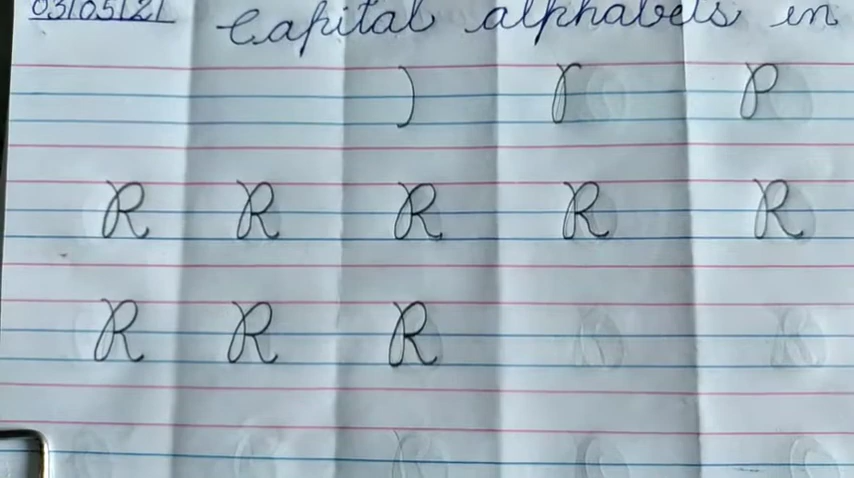 03/05/21 Capital alphabets in
) r P
R R R R R
R R R